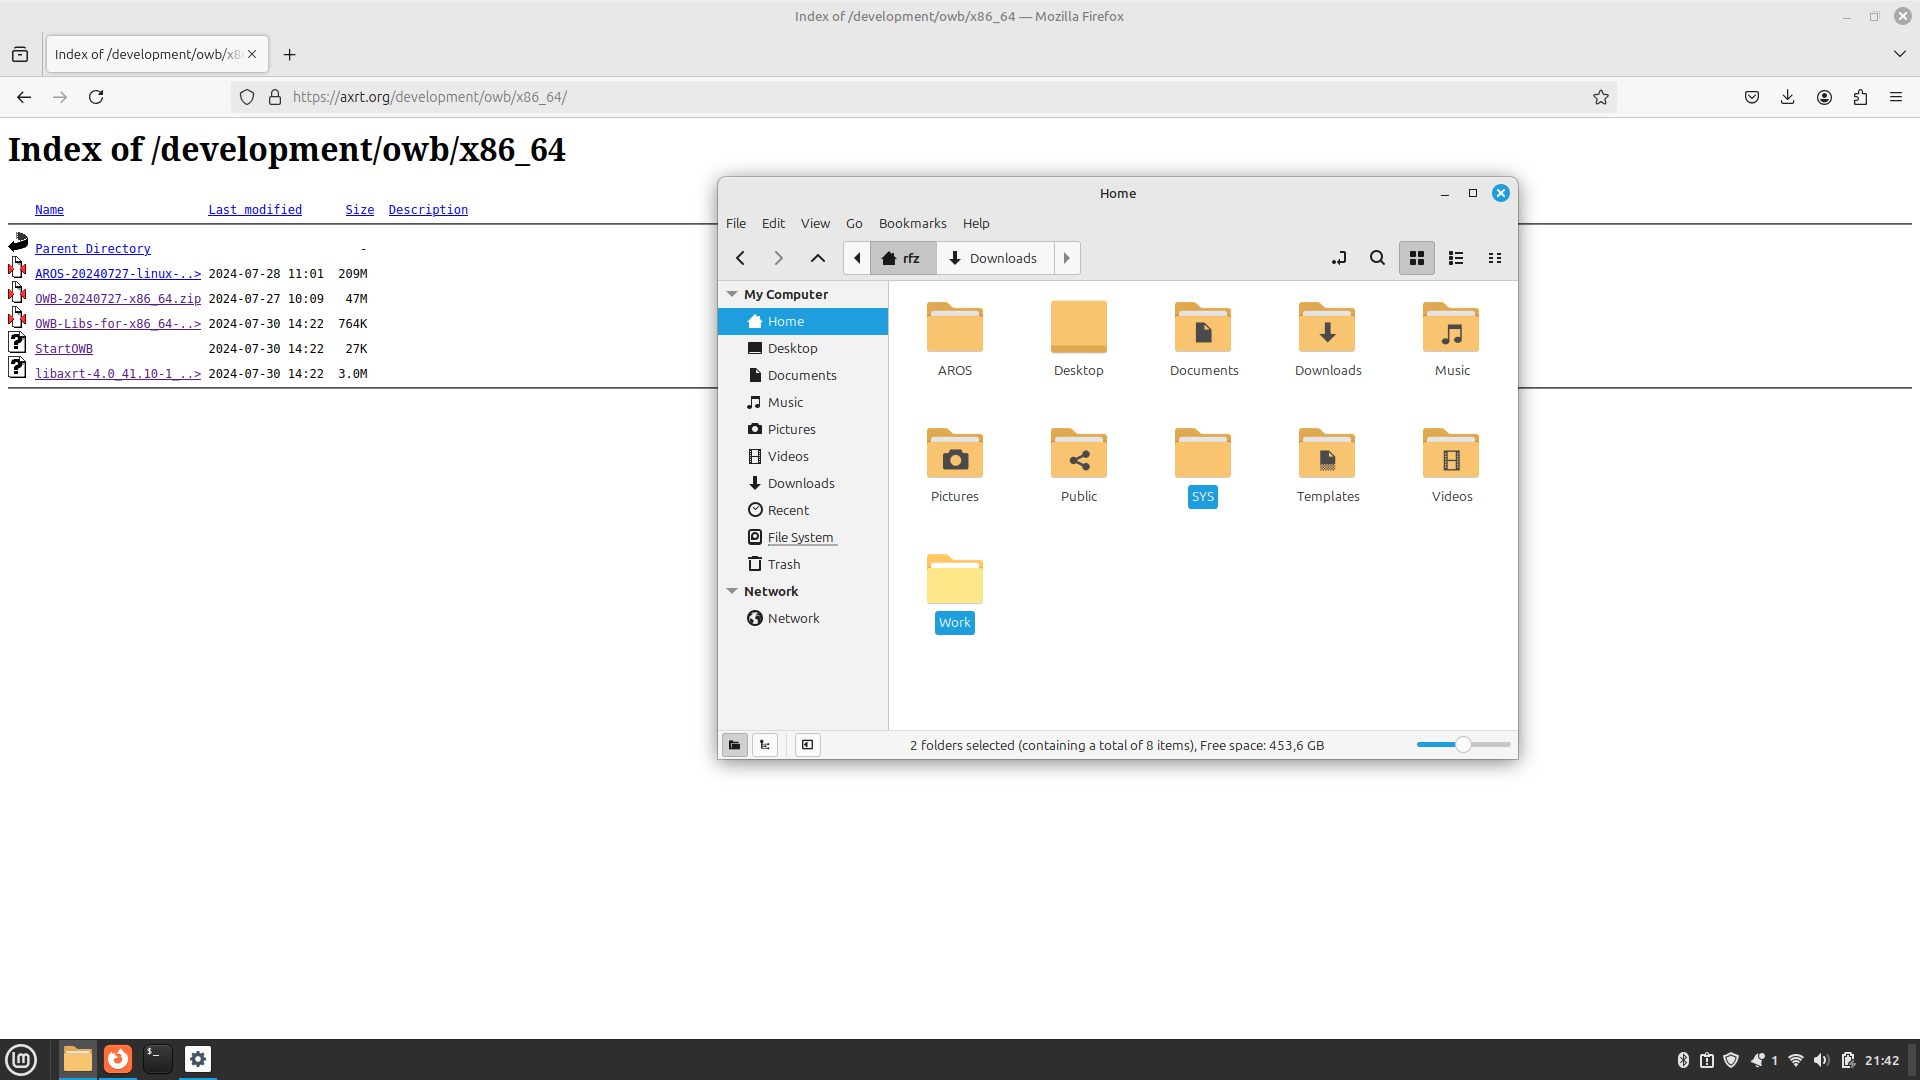 Index of /development/owb/x86_64 — Mozilla Firefox
Index of /development/owb/x8
https://axrt.org/development/owb/x86_64/
Index of /development/owb/x86_64
Name Last modified Size Description
Parent Directory -
AROS-20240727-linux-..> 2024-07-28 11:01 209M
OWB-20240727-x86_64.zip 2024-07-27 10:09 47M
OWB-Libs-for-x86_64-..> 2024-07-30 14:22 764K
StartOWB 2024-07-30 14:22 27K
libaxrt-4.0_41.10-1_..> 2024-07-30 14:22 3.0M
Home
File Edit View Go Bookmarks Help
rfz Downloads
My Computer
Home
Desktop
Documents
Music
Pictures
Videos
Downloads
Recent
File System
Trash
Network
Network
AROS Desktop Documents Downloads Music
Pictures Public SYS Templates Videos
Work
2 folders selected (containing a total of 8 items), Free space: 453,6 GB
1 21:42